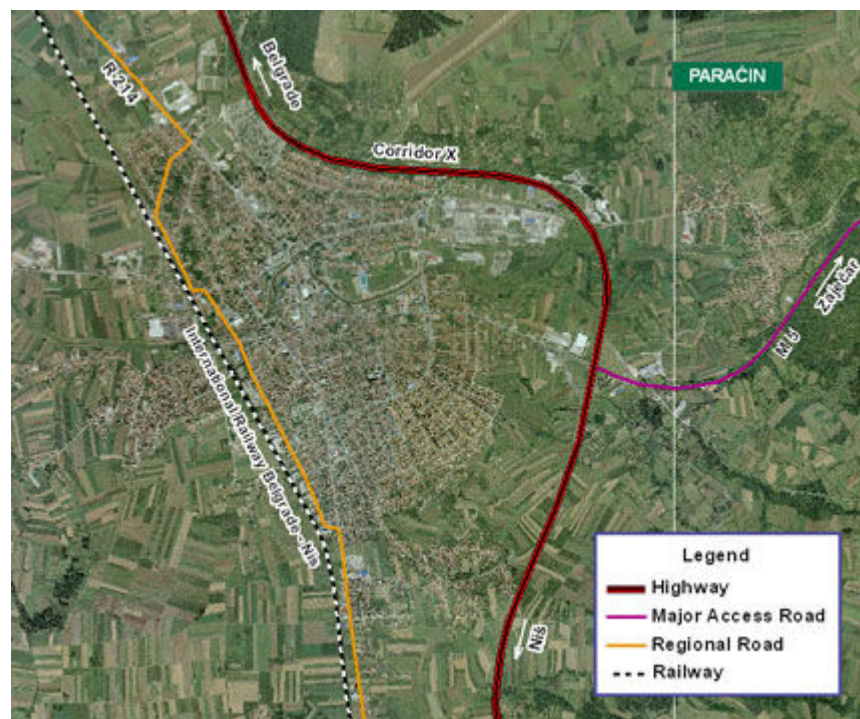 Belgrade
R-214
PARAĆIN
Corridor X
Zaječar
M 5
International Railway Belgrade - Niš
Niš
Legend
Highway
Major Access Road
Regional Road
Railway